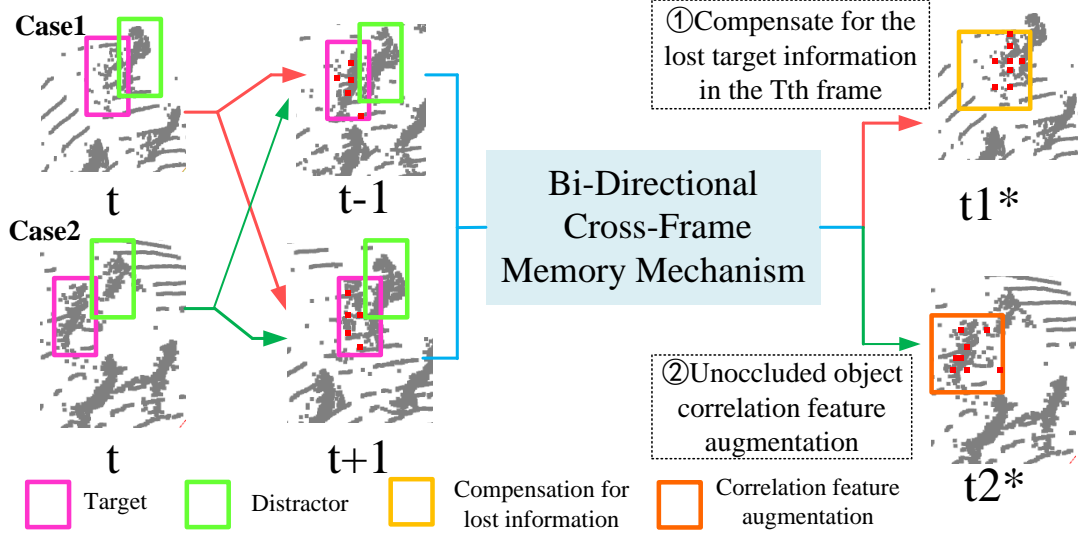 Case1
t
t-1
①Compensate for the
lost target information
in the Tth frame
t1*
Bi-Directional
Cross-Frame
Memory Mechanism
Case2
t
t+1
②Unoccluded object
correlation feature
augmentation
t2*
Target
Distractor
Compensation for
lost information
Correlation feature
augmentation